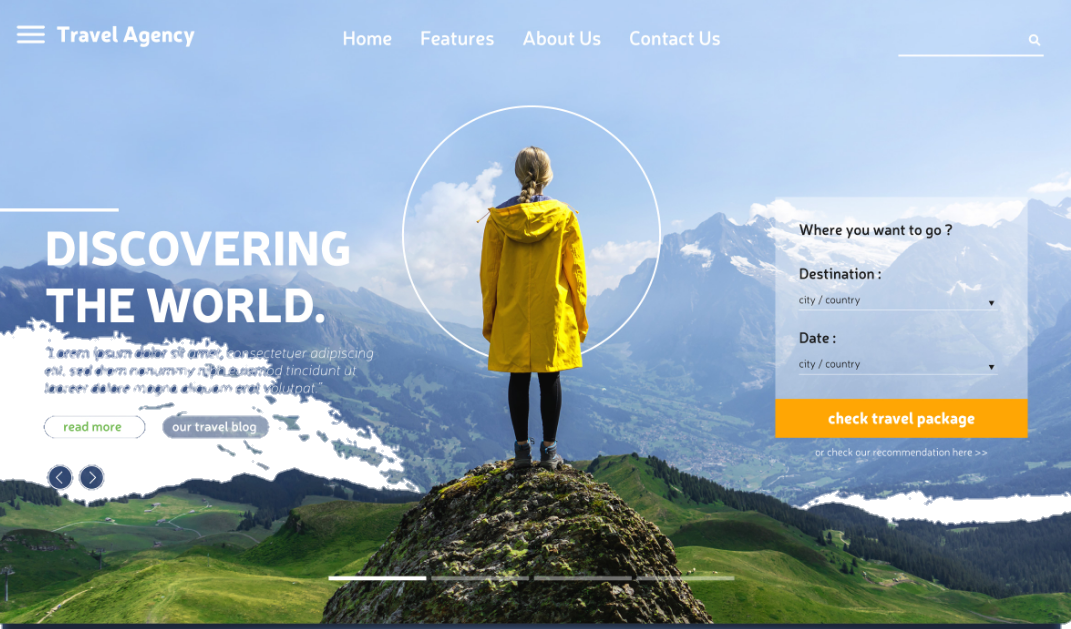 Travel Agency
Home Features About Us Contact Us
DISCOVERING
THE WORLD.
"Lorem ipsum dolor sit amet, consectetuer adipiscing
elit, sed diam nonummy nibh euismod tincidunt ut
laoreet dolore magna aliquam erat volutpat."
read more
our travel blog
Where you want to go ?
Destination :
city / country
Date :
city / country
check travel package
or check our recommendation here >>